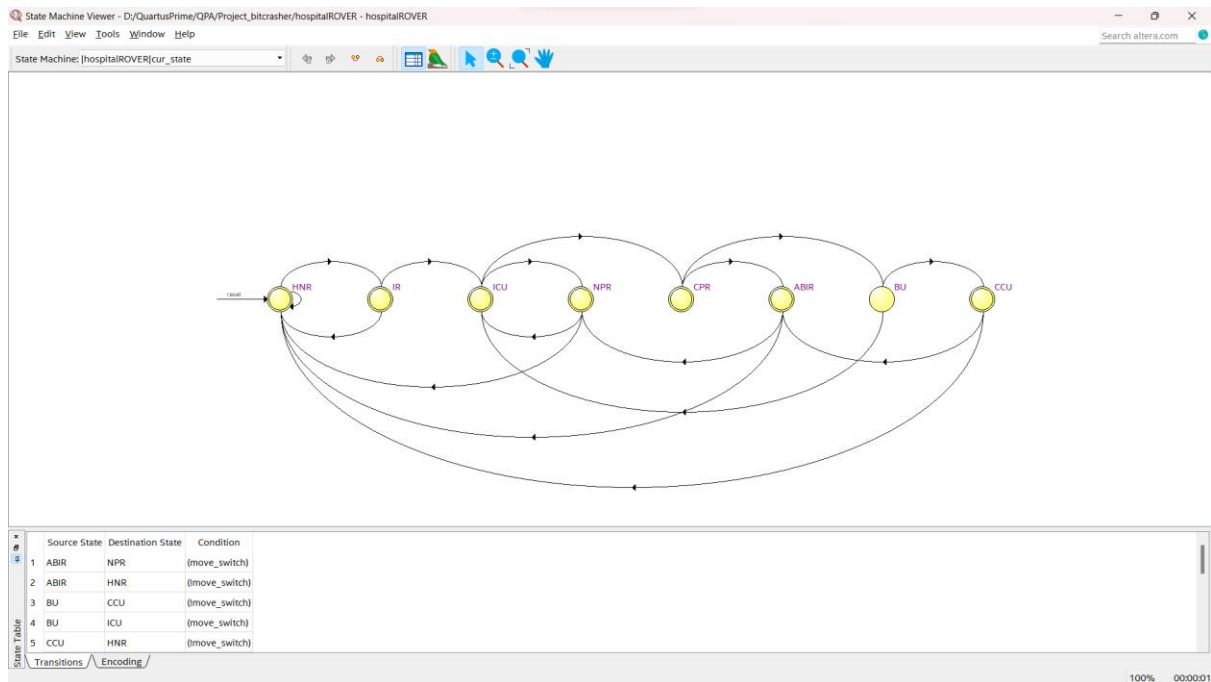 State Machine Viewer - D:/QuartusPrime/QPA/Project_bitcrasher/hospitalROVER - hospitalROVER
File Edit View Tools Window Help
Search altera.com
State Machine: |hospitalROVER|cur_state
reset
HNR IR ICU NPR CPR ABIR BU CCU
Source State Destination State Condition
1 ABIR NPR (move_switch)
2 ABIR HNR (!move_switch)
3 BU CCU (!move_switch)
4 BU ICU (move_switch)
5 CCU HNR (!move_switch)
State Table
Transitions Encoding
100% 00:00:01